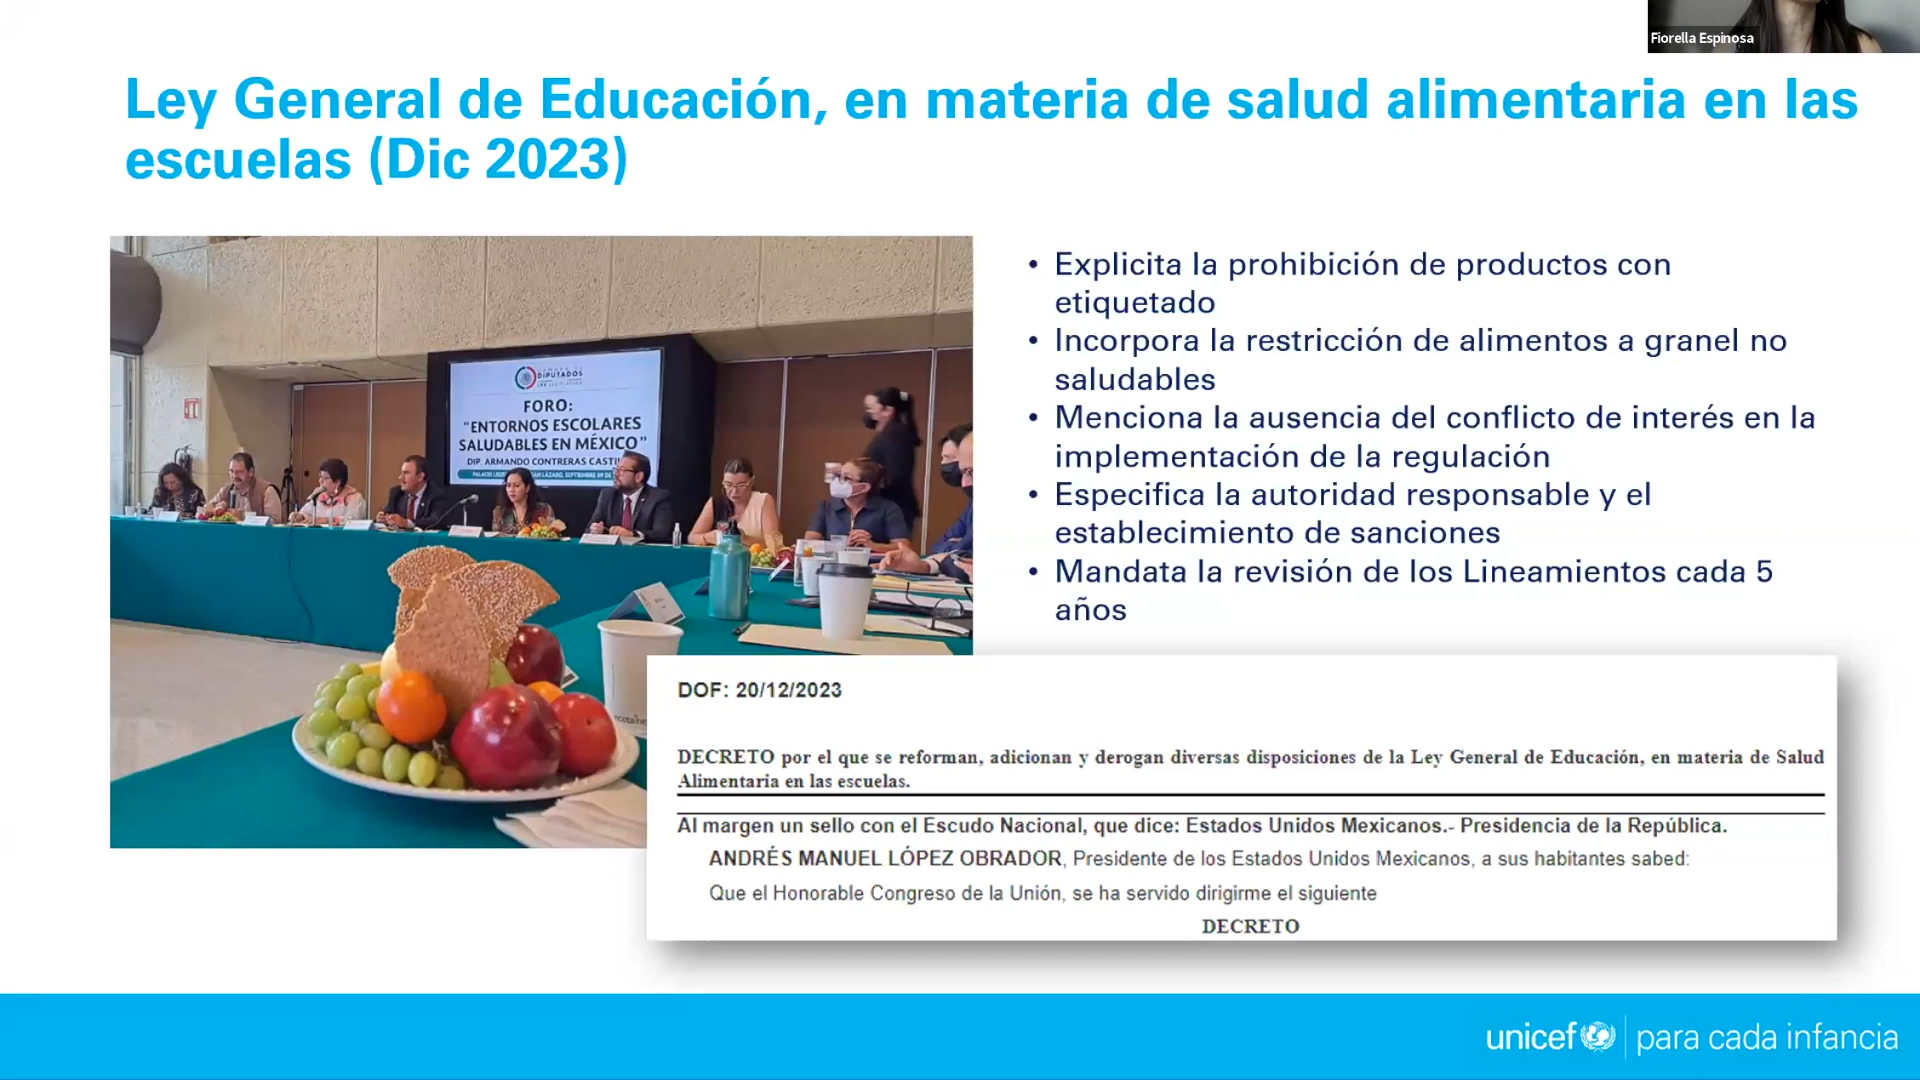 Fiorella Espinosa
Ley General de Educación, en materia de salud alimentaria en las
escuelas (Dic 2023)
• Explicita la prohibición de productos con
etiquetado
• Incorpora la restricción de alimentos a granel no
saludables
• Menciona la ausencia del conflicto de interés en la
implementación de la regulación
• Especifica la autoridad responsable y el
establecimiento de sanciones
• Mandata la revisión de los Lineamientos cada 5
años
CÁMARA DE
DIPUTADOS
LXV LEGISLATURA
FORO:
"ENTORNOS ESCOLARES
SALUDABLES EN MÉXICO"
DIP. ARMANDO CONTRERAS
DOF: 20/12/2023
DECRETO por el que se reforman, adicionan y derogan diversas disposiciones de la Ley General de Educación, en materia de Salud
Alimentaria en las escuelas.
Al margen un sello con el Escudo Nacional, que dice: Estados Unidos Mexicanos.- Presidencia de la República.
ANDRÉS MANUEL LÓPEZ OBRADOR, Presidente de los Estados Unidos Mexicanos, a sus habitantes sabed:
Que el Honorable Congreso de la Unión, se ha servido dirigirme el siguiente
DECRETO
unicef para cada infancia